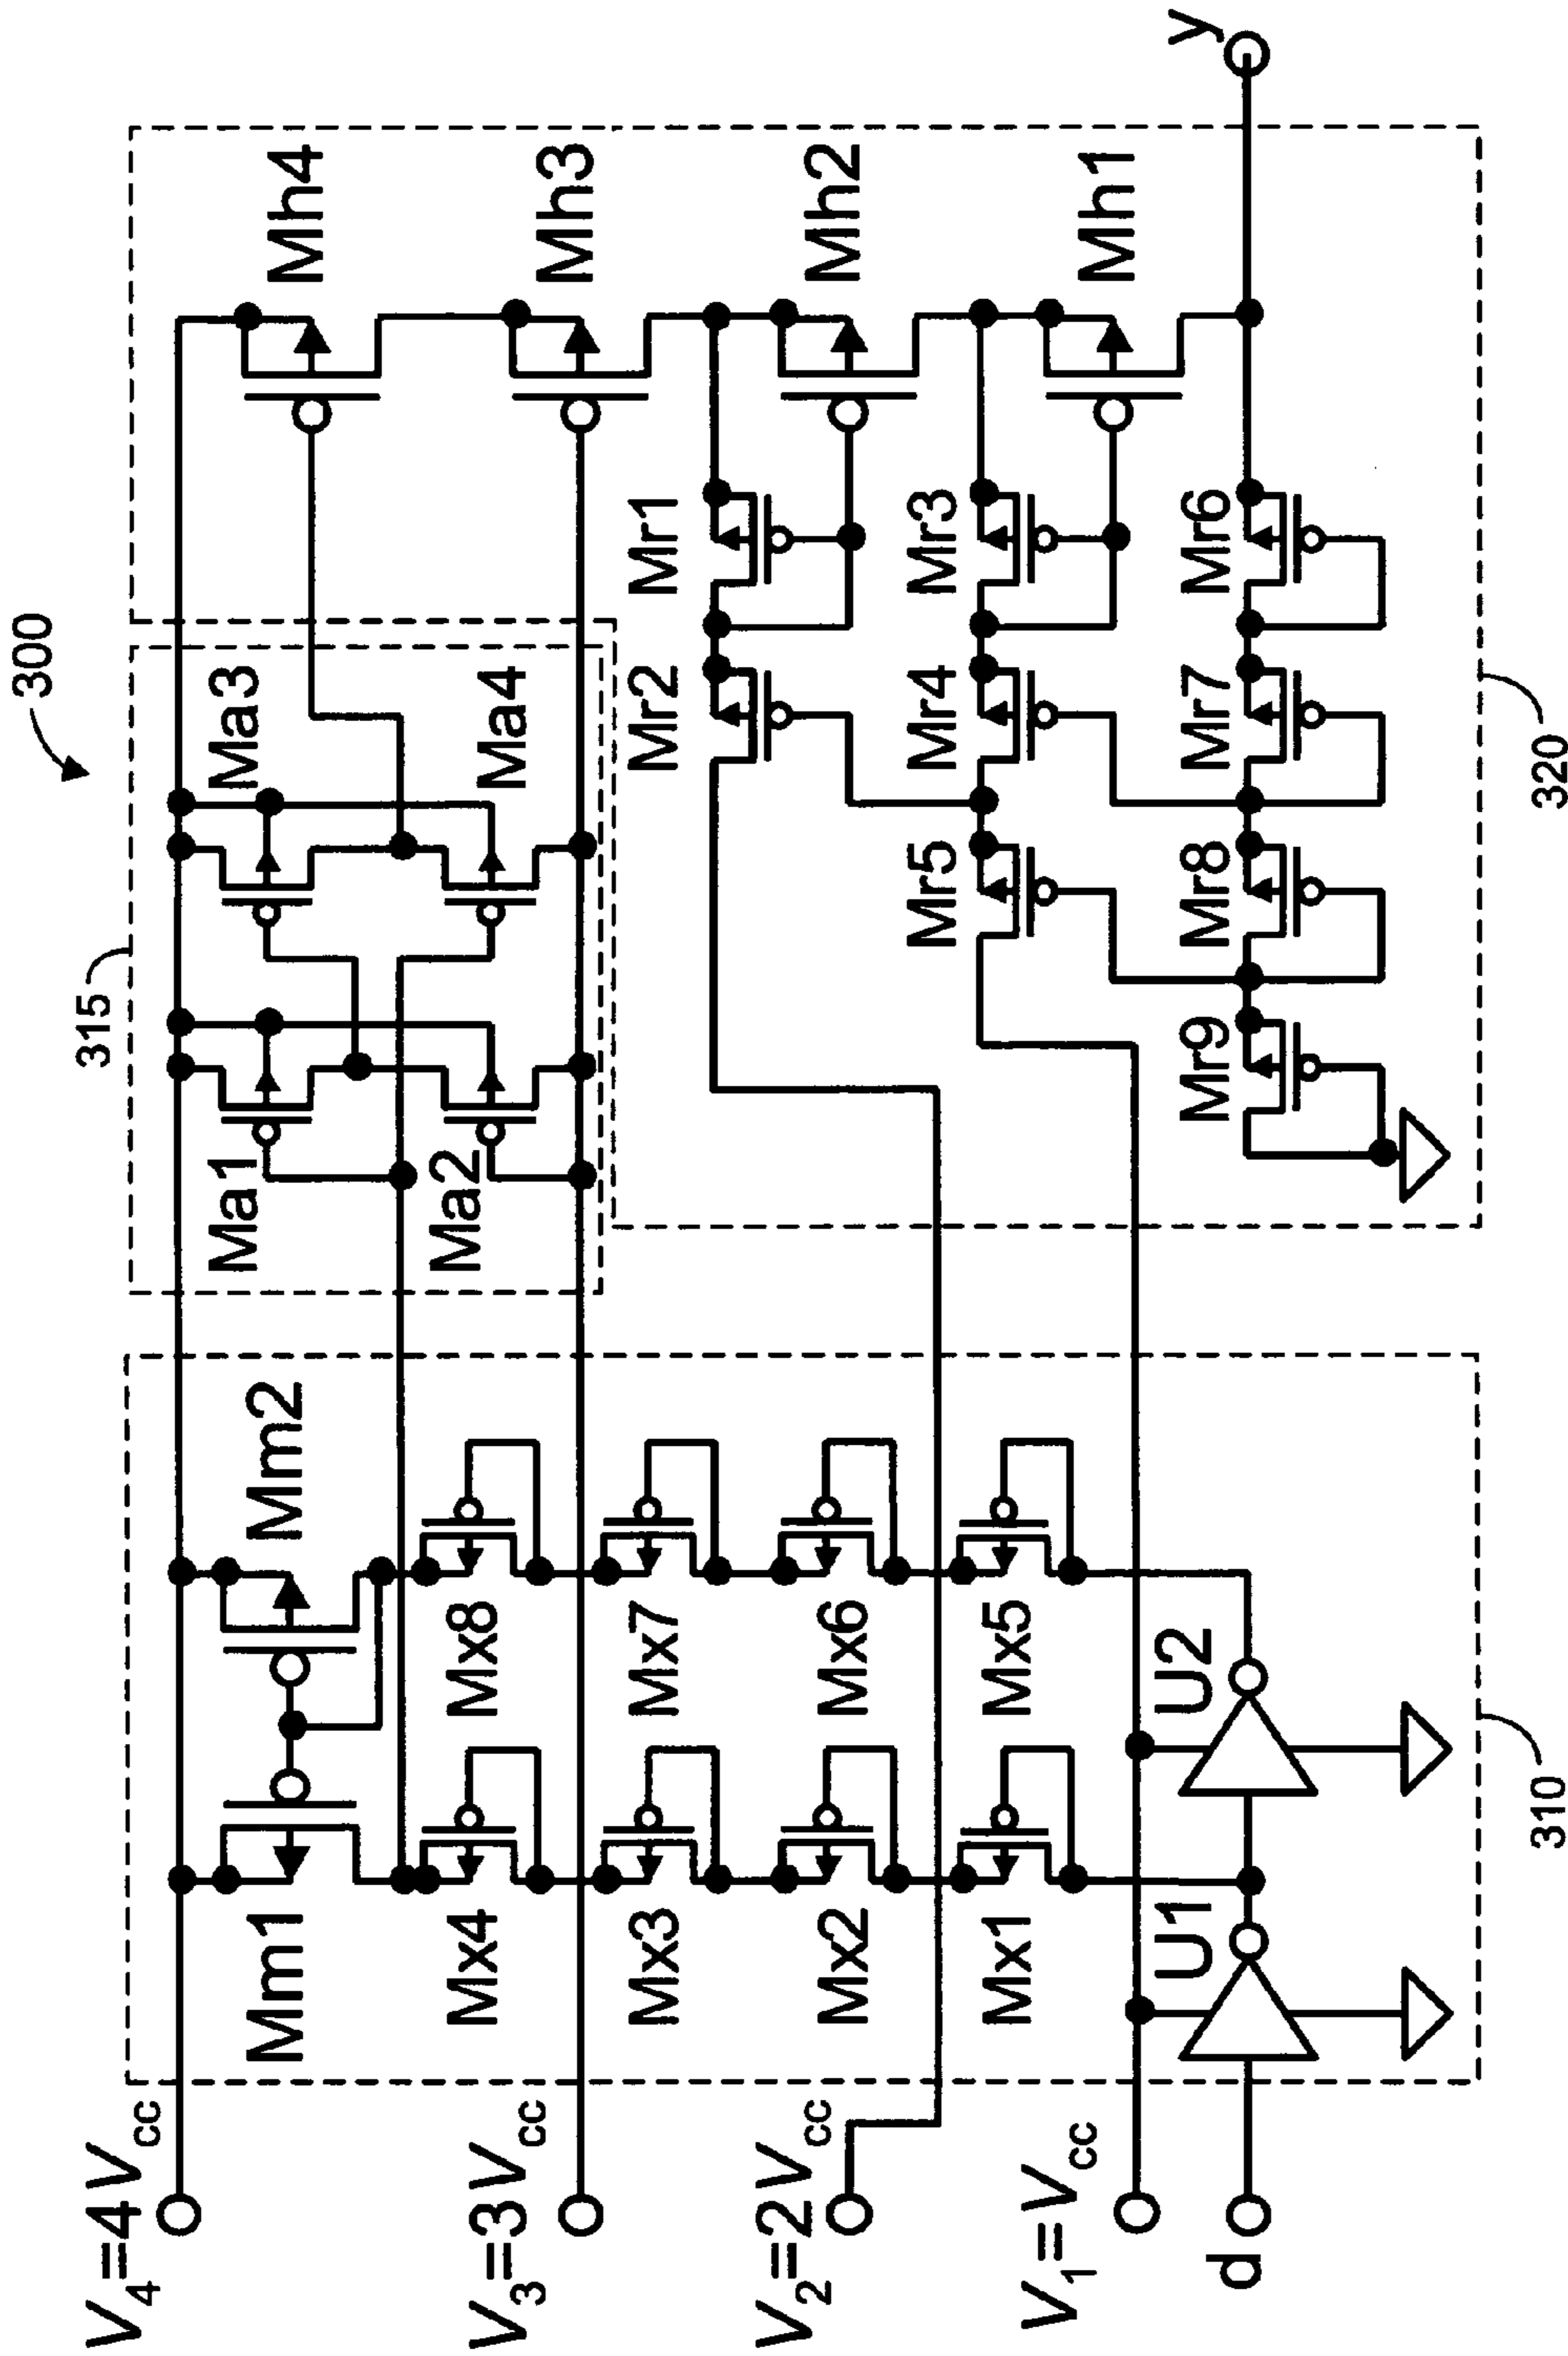 300
V4=4Vcc
V3=3Vcc
V2=2Vcc
V1=Vcc
d
Mm1
Mm2
Mx4
Mx8
Mx3
Mx7
Mx2
Mx6
Mx1
Mx5
U1
U2
310
315
Ma1
Ma3
Ma2
Ma4
Mh4
Mh3
Mh2
Mh1
Mr2
Mr1
Mr5
Mr4
Mr3
Mr9
Mr8
Mr7
Mr6
y
320